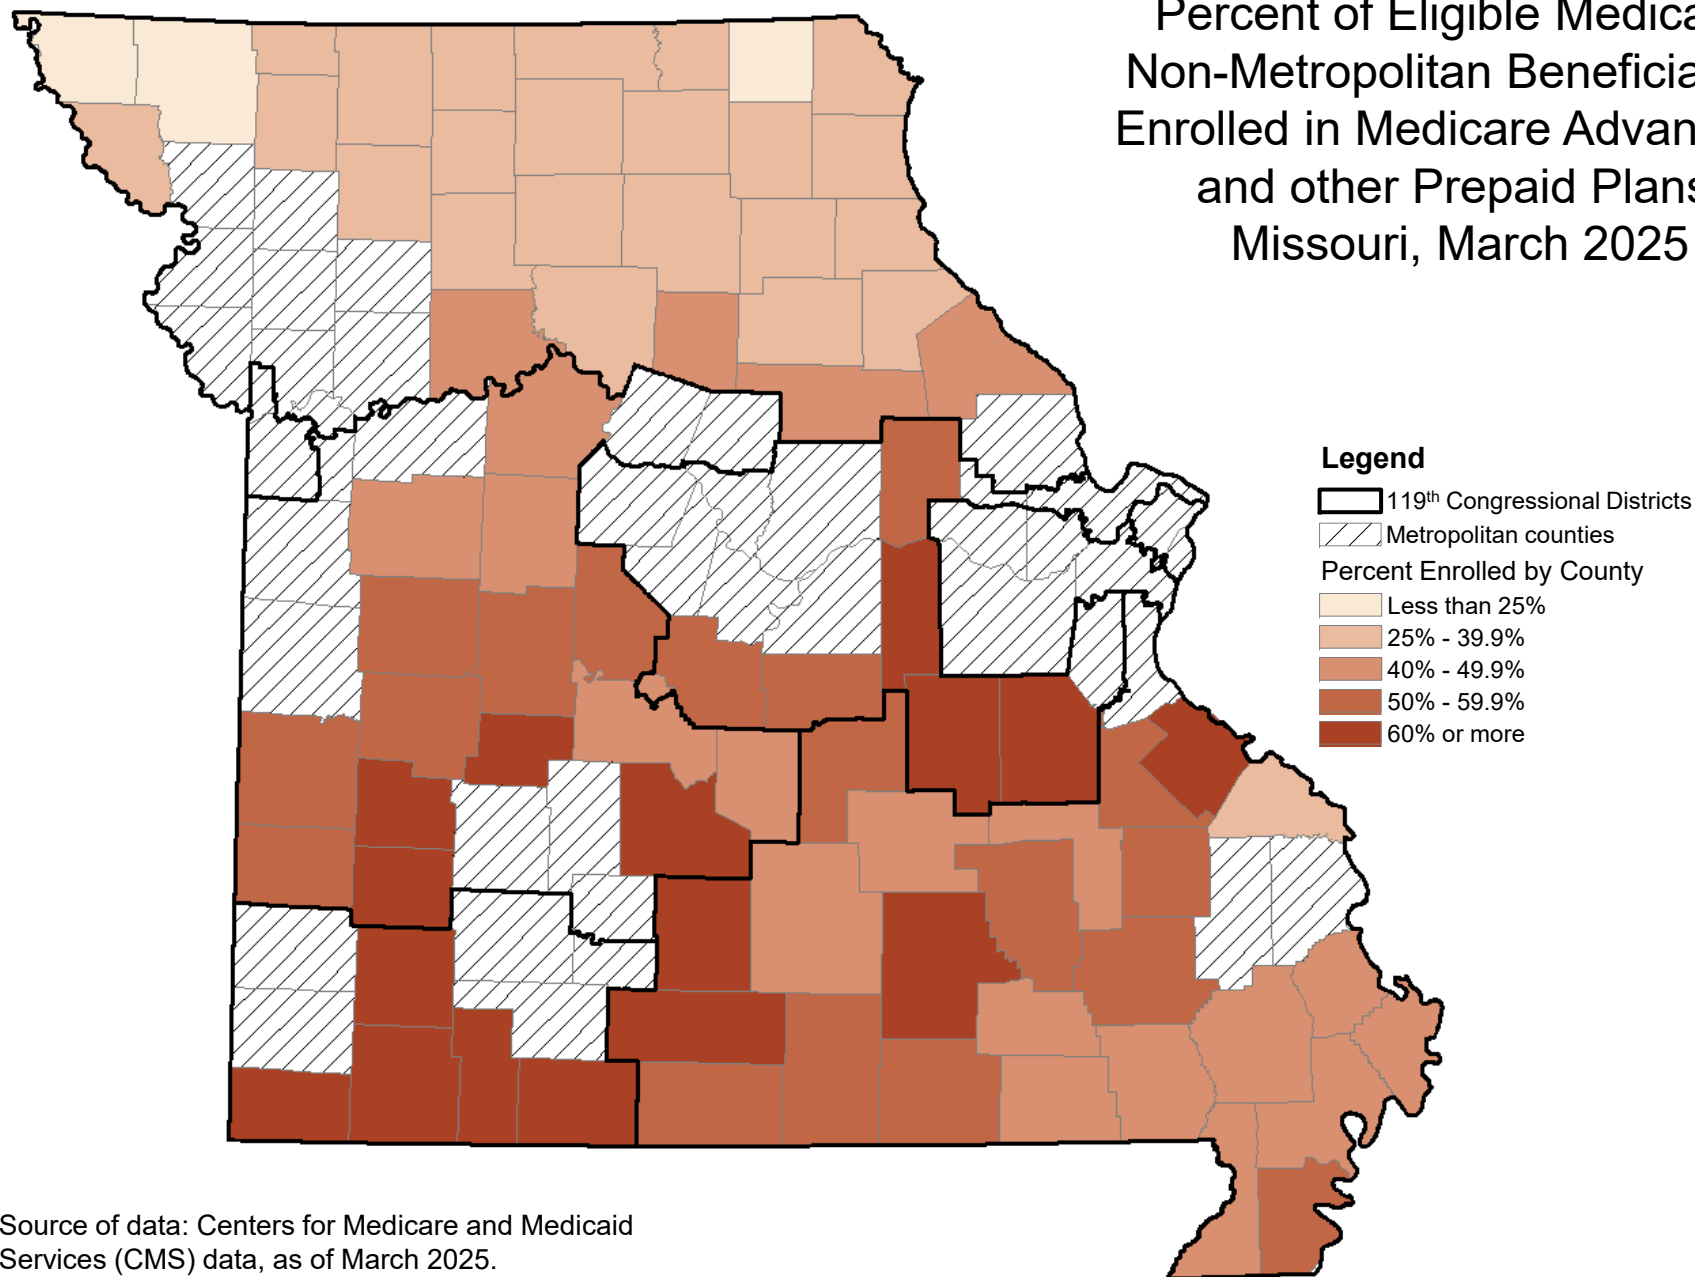 Percent of Eligible Medica
Non-Metropolitan Beneficia
Enrolled in Medicare Advan
and other Prepaid Plans
Missouri, March 2025
Legend
119th Congressional Districts
Metropolitan counties
Percent Enrolled by County
Less than 25%
25% - 39.9%
40% - 49.9%
50% - 59.9%
60% or more
Source of data: Centers for Medicare and Medicaid
Services (CMS) data, as of March 2025.